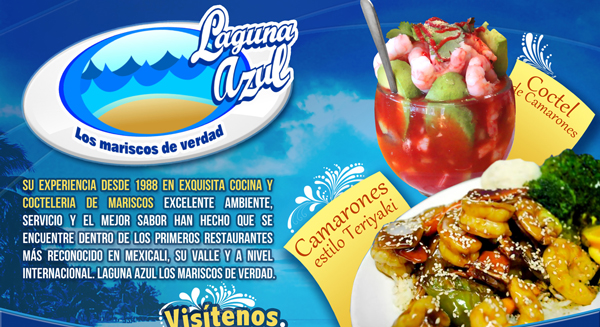 Laguna
Azul
Los mariscos de verdad
Coctel
de Camarones
SU EXPERIENCIA DESDE 1988 EN EXQUISITA COCINA Y
COCTELERIA DE MARISCOS EXCELENTE AMBIENTE,
SERVICIO Y EL MEJOR SABOR HAN HECHO QUE SE
ENCUENTRE DENTRO DE LOS PRIMEROS RESTAURANTES
MÁS RECONOCIDO EN MEXICALI, SU VALLE Y A NIVEL
INTERNACIONAL. LAGUNA AZUL LOS MARISCOS DE VERDAD.
Camarones
estilo Teriyaki
Visítenos